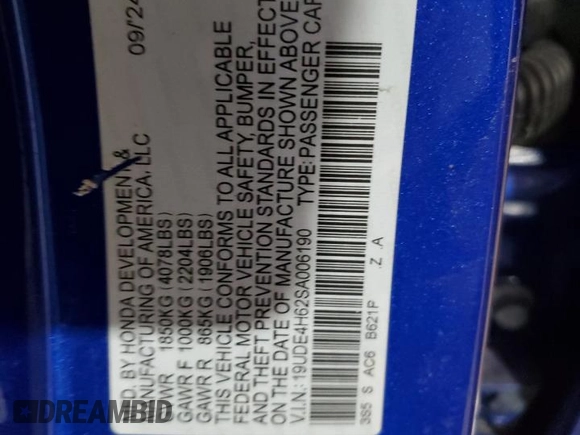 D. BY HONDA DEVELOPMENT &
NUFACTURING OF AMERICA, LLC 09/24
GVWR 1850KG (4078LBS)
GAWR F 1000KG (2204LBS)
GAWR R 865KG (1906LBS)
THIS VEHICLE CONFORMS TO ALL APPLICABLE
FEDERAL MOTOR VEHICLE SAFETY, BUMPER,
AND THEFT PREVENTION STANDARDS IN EFFECT
ON THE DATE OF MANUFACTURE SHOWN ABOVE
V.I.N.: 19UDE4H62SA006190 TYPE: PASSENGER CAR
3S5 S AC6 B621P Z .A
DREAMBID